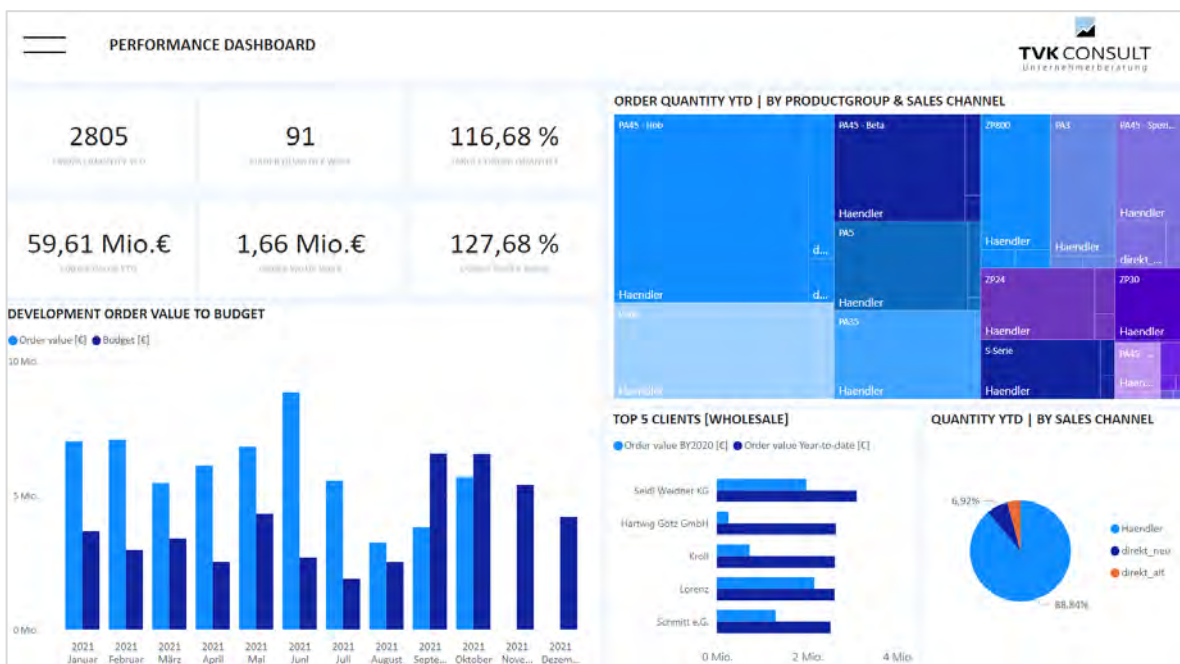 PERFORMANCE DASHBOARD
TVK CONSULT
Unternehmerberatung
2805
91
116,68 %
59,61 Mio.€
1,66 Mio.€
127,68 %
ORDER QUANTITY YTD | BY PRODUCTGROUP & SALES CHANNEL
PA45 - Hob
d...
d...
Haendler
Haendler
PA45 - Beta
Haendler
PA5
Haendler
PA35
Haendler
ZP800
Haendler
PA3
Haendler
PA45 - Spen...
Haendler
direkt_...
ZP24
Haendler
ZP30
Haendler
S-Serie
Haendler
PA45 - ...
Haen...
DEVELOPMENT ORDER VALUE TO BUDGET
Order value [€] Budget [€]
10 Mio.
5 Mio.
0 Mio.
2021 Januar
2021 Februar
2021 März
2021 April
2021 Mai
2021 Juni
2021 Juli
2021 August
2021 Septe...
2021 Oktober
2021 Nove...
2021 Dezem...
TOP 5 CLIENTS [WHOLESALE]
Order value BY2020 [€] Order value Year-to-date [€]
Seidl Weidner KG
Hartwig Götz GmbH
Kroll
Lorenz
Schmitt e.G.
0 Mio. 2 Mio. 4 Mio.
QUANTITY YTD | BY SALES CHANNEL
6,92%
88,84%
Haendler
direkt_neu
direkt_alt